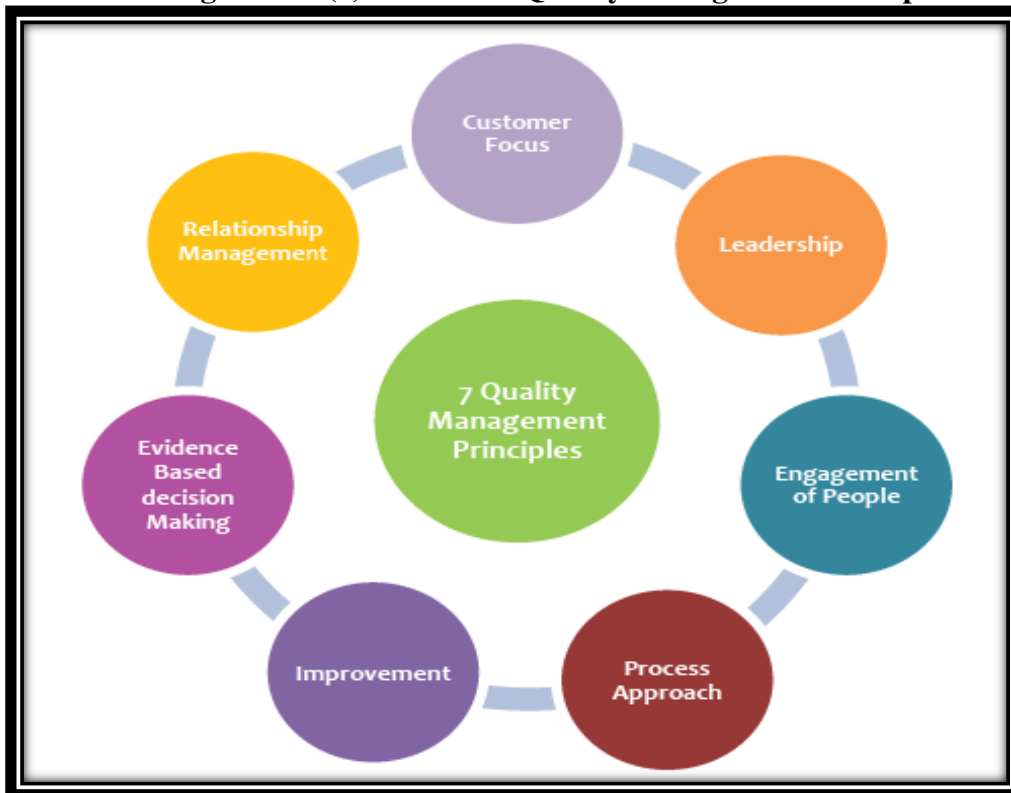 Quality
Customer
Focus
Leadership
Engagement
of People
Process
Approach
Improvement
Evidence
Based
decision
Making
Relationship
Management
7 Quality
Management
Principles